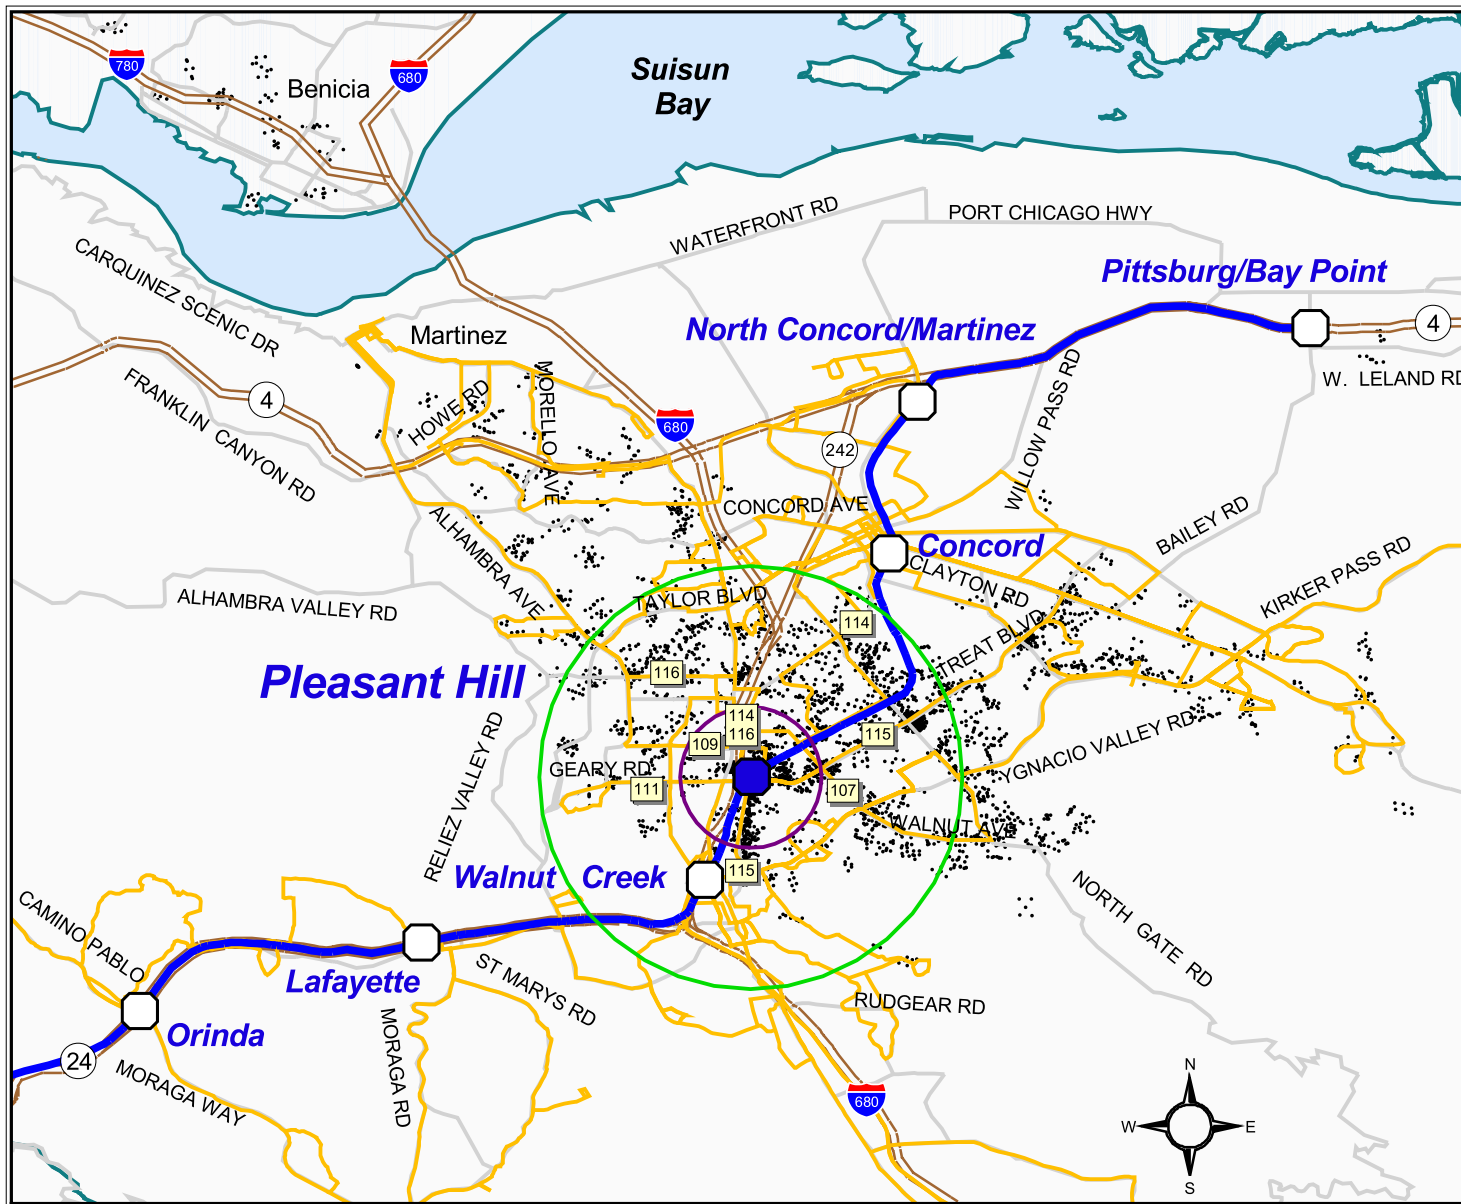 780
680
Benicia
Suisun
Bay
WATERFRONT RD
PORT CHICAGO HWY
CARQUINEZ SCENIC DR
Pittsburg/Bay Point
North Concord/Martinez
Martinez
4
W. LELAND RD
FRANKLIN CANYON RD
4
HOWE RD
MORELLO AVE
680
242
WILLOW PASS RD
CONCORD AVE
BAILEY RD
ALHAMBRA AVE
Concord
CLAYTON RD
KIRKER PASS RD
ALHAMBRA VALLEY RD
TAYLOR BLVD
114
TREAT BLVD
116
Pleasant Hill
114
116
109
115
RELIEZ VALLEY RD
GEARY RD
YGNACIO VALLEY RD
111
107
WALNUT AVE
Walnut Creek
115
NORTH GATE RD
CAMINO PABLO
Lafayette
ST MARYS RD
RUDGEAR RD
Orinda
24
MORAGA WAY
MORAGA RD
680
N
W
E
S